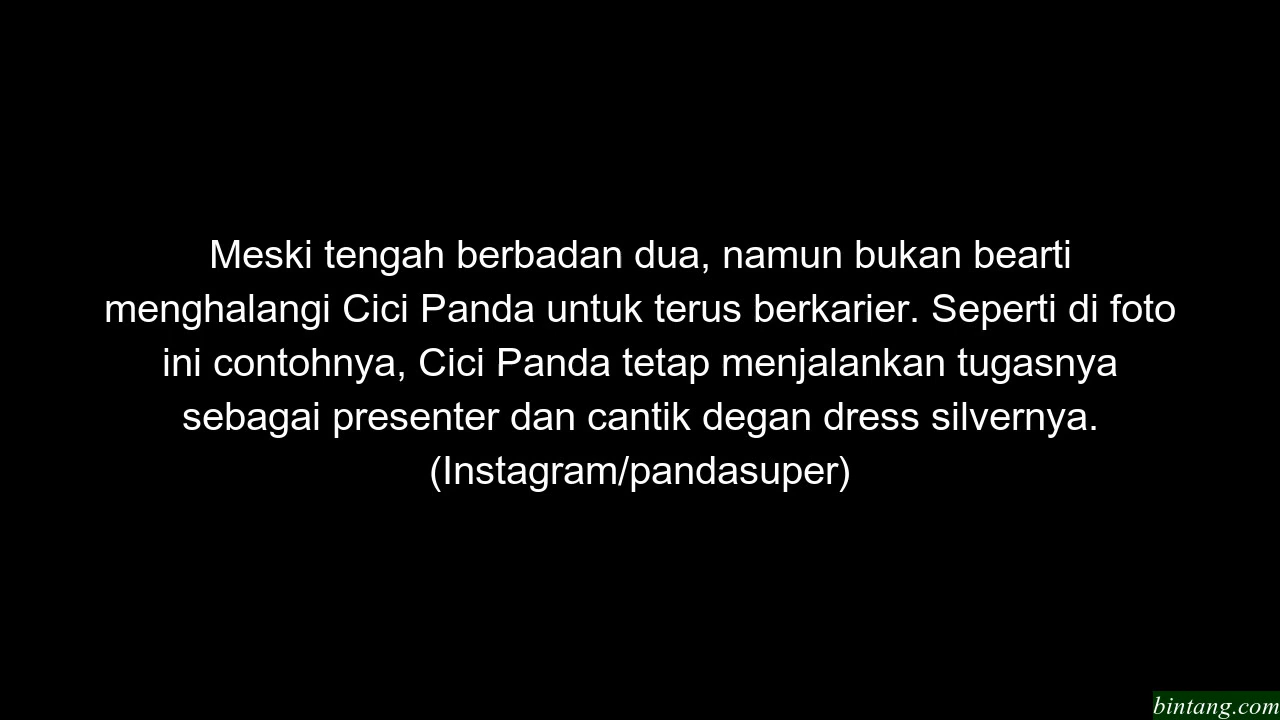 Meski tengah berbadan dua, namun bukan bearti
menghalangi Cici Panda untuk terus berkarier. Seperti di foto
ini contohnya, Cici Panda tetap menjalankan tugasnya
sebagai presenter dan cantik degan dress silvernya.
(Instagram/pandasuper)
bintang.com